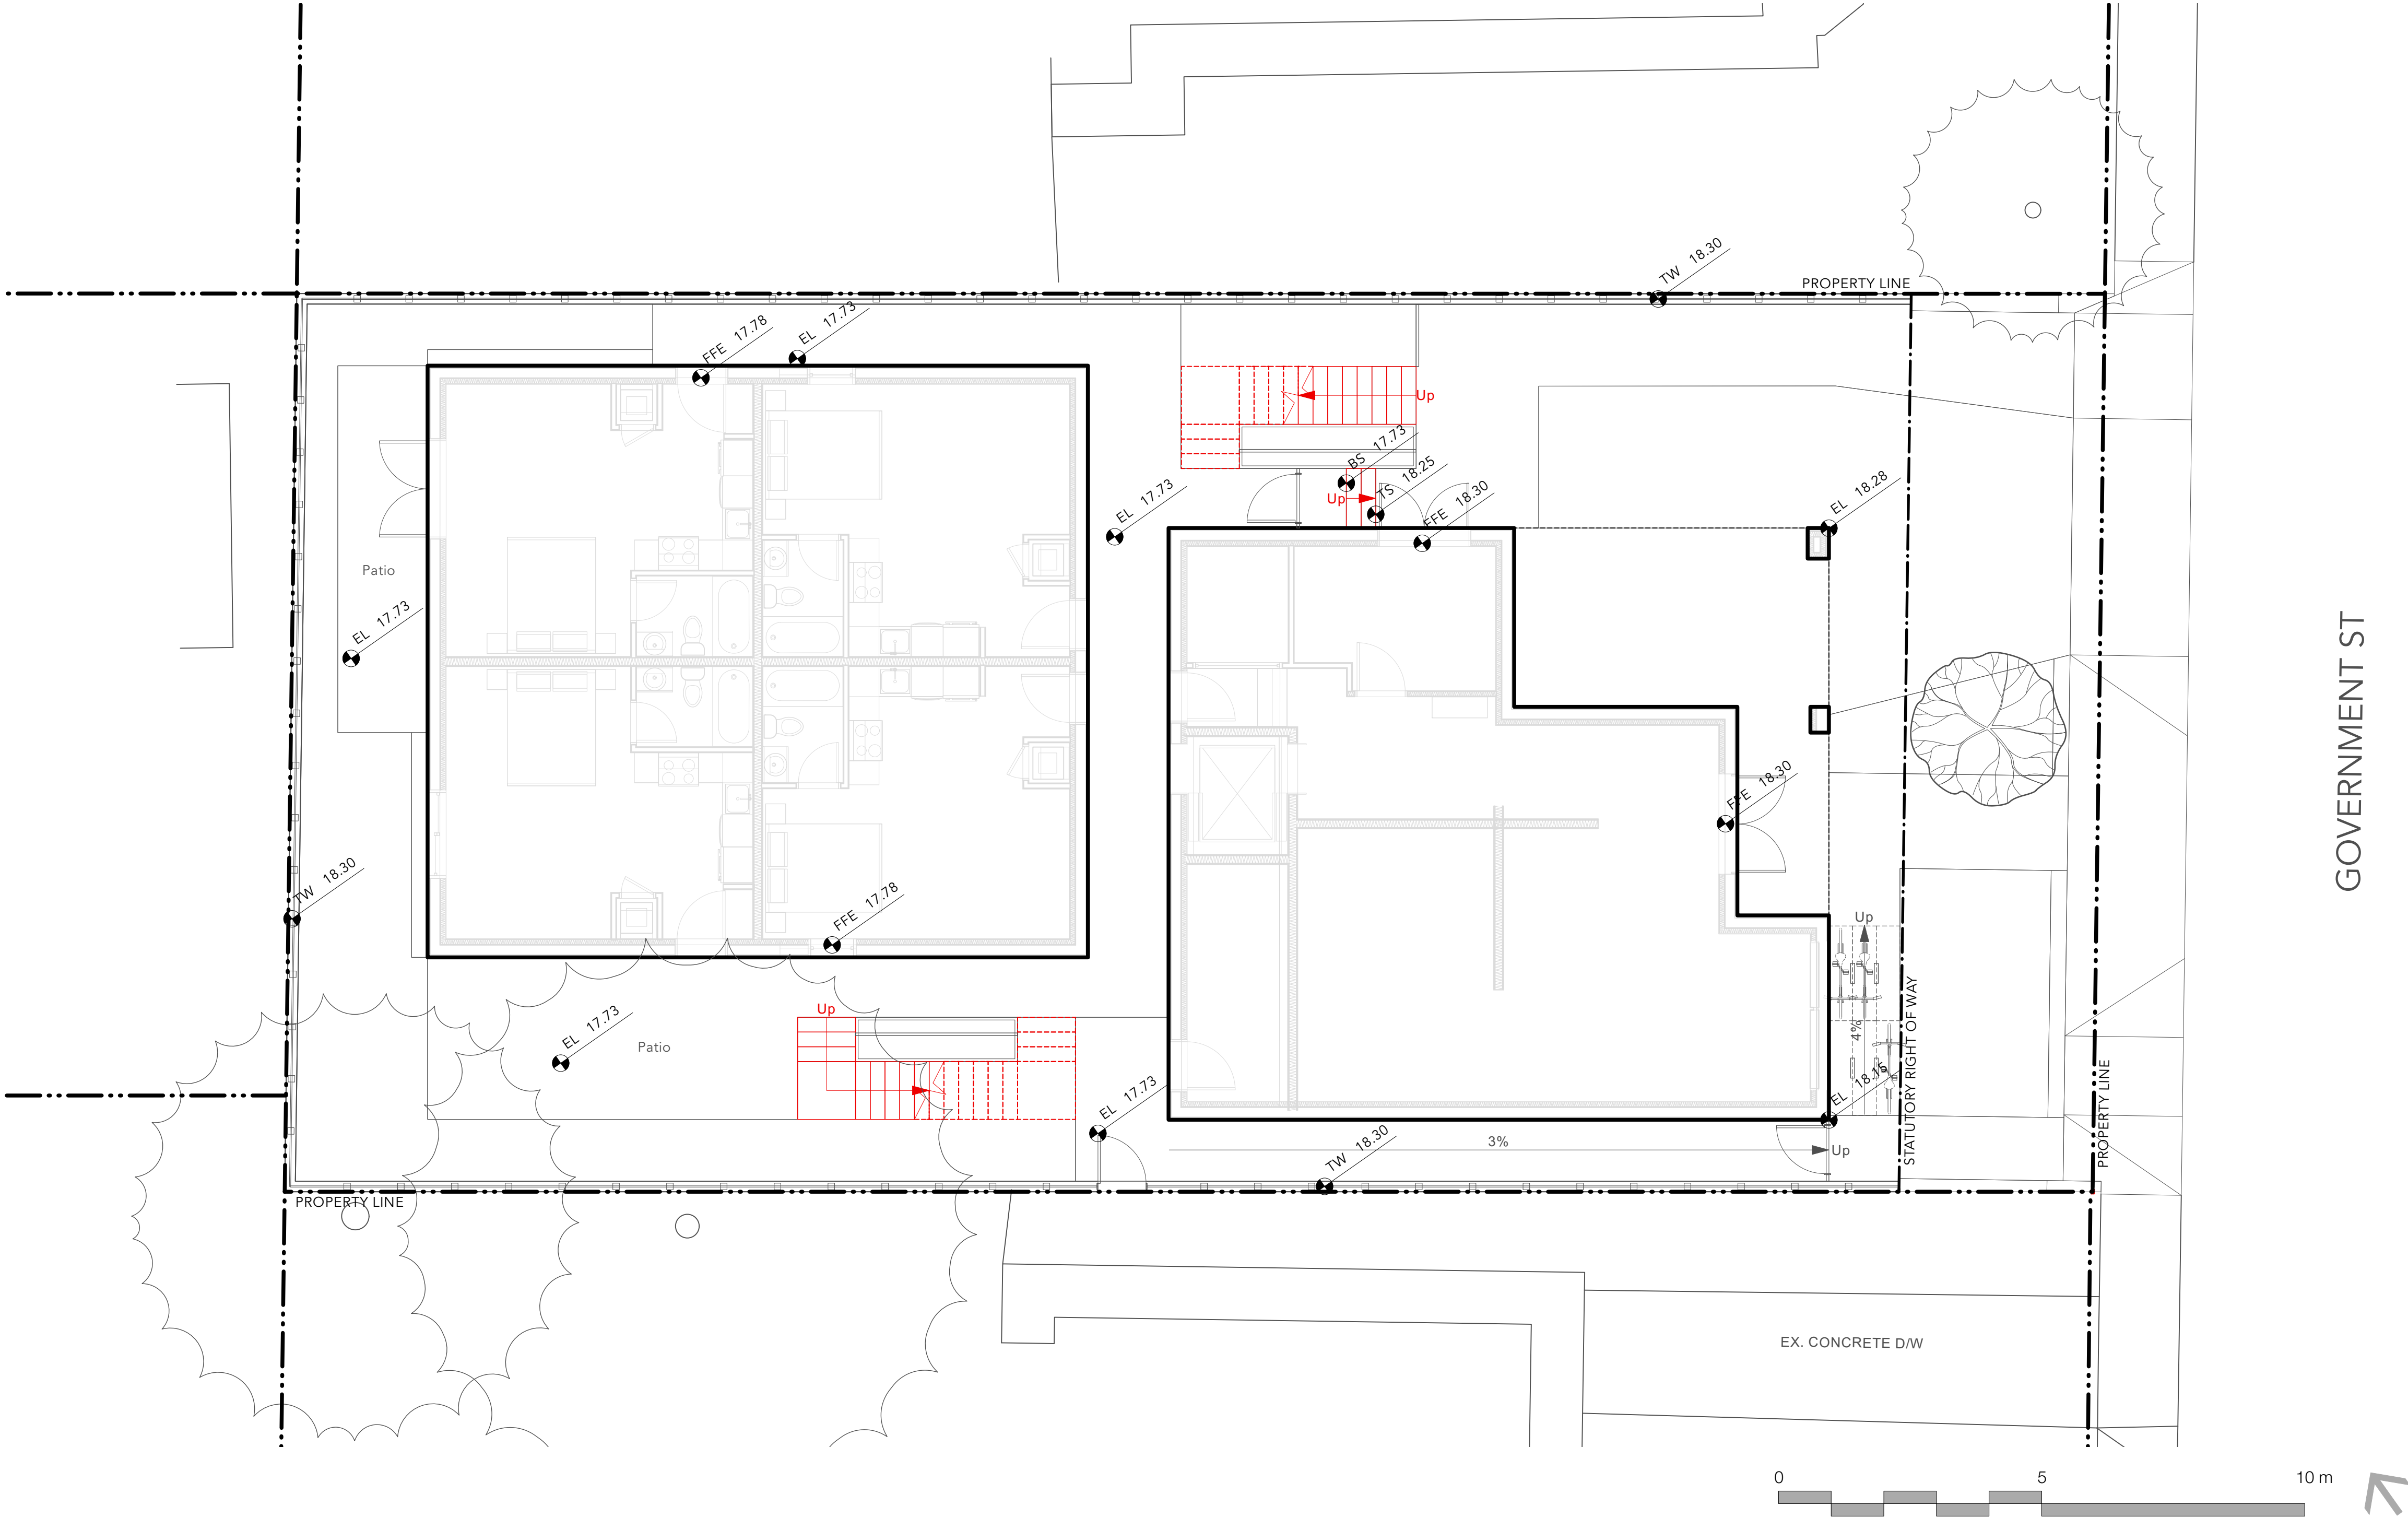 TW 18.30
PROPERTY LINE
EL 17.73
FFE 17.78
Up
BS 17.73
TS 18.25
Up
FFE 18.30
EL 17.73
EL 18.28
Patio
EL 17.73
GOVERNMENT ST
FFE 18.30
TW 18.30
FFE 17.78
Up
Up
EL 17.73
Patio
4%
STATUTORY RIGHT OF WAY
EL 18.15
PROPERTY LINE
EL 17.73
TW 18.30
3%
Up
PROPERTY LINE
EX. CONCRETE D/W
0 5 10 m